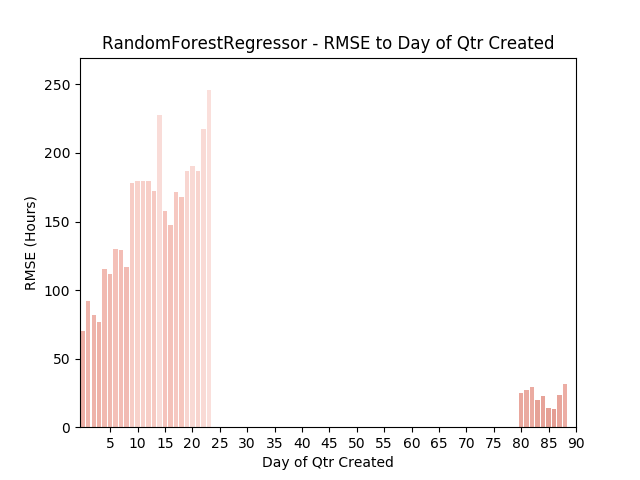 RandomForestRegressor - RMSE to Day of Qtr Created
250
200
150
100
50
0
RMSE (Hours)
5 10 15 20 25 30 35 40 45 50 55 60 65 70 75 80 85 90
Day of Qtr Created